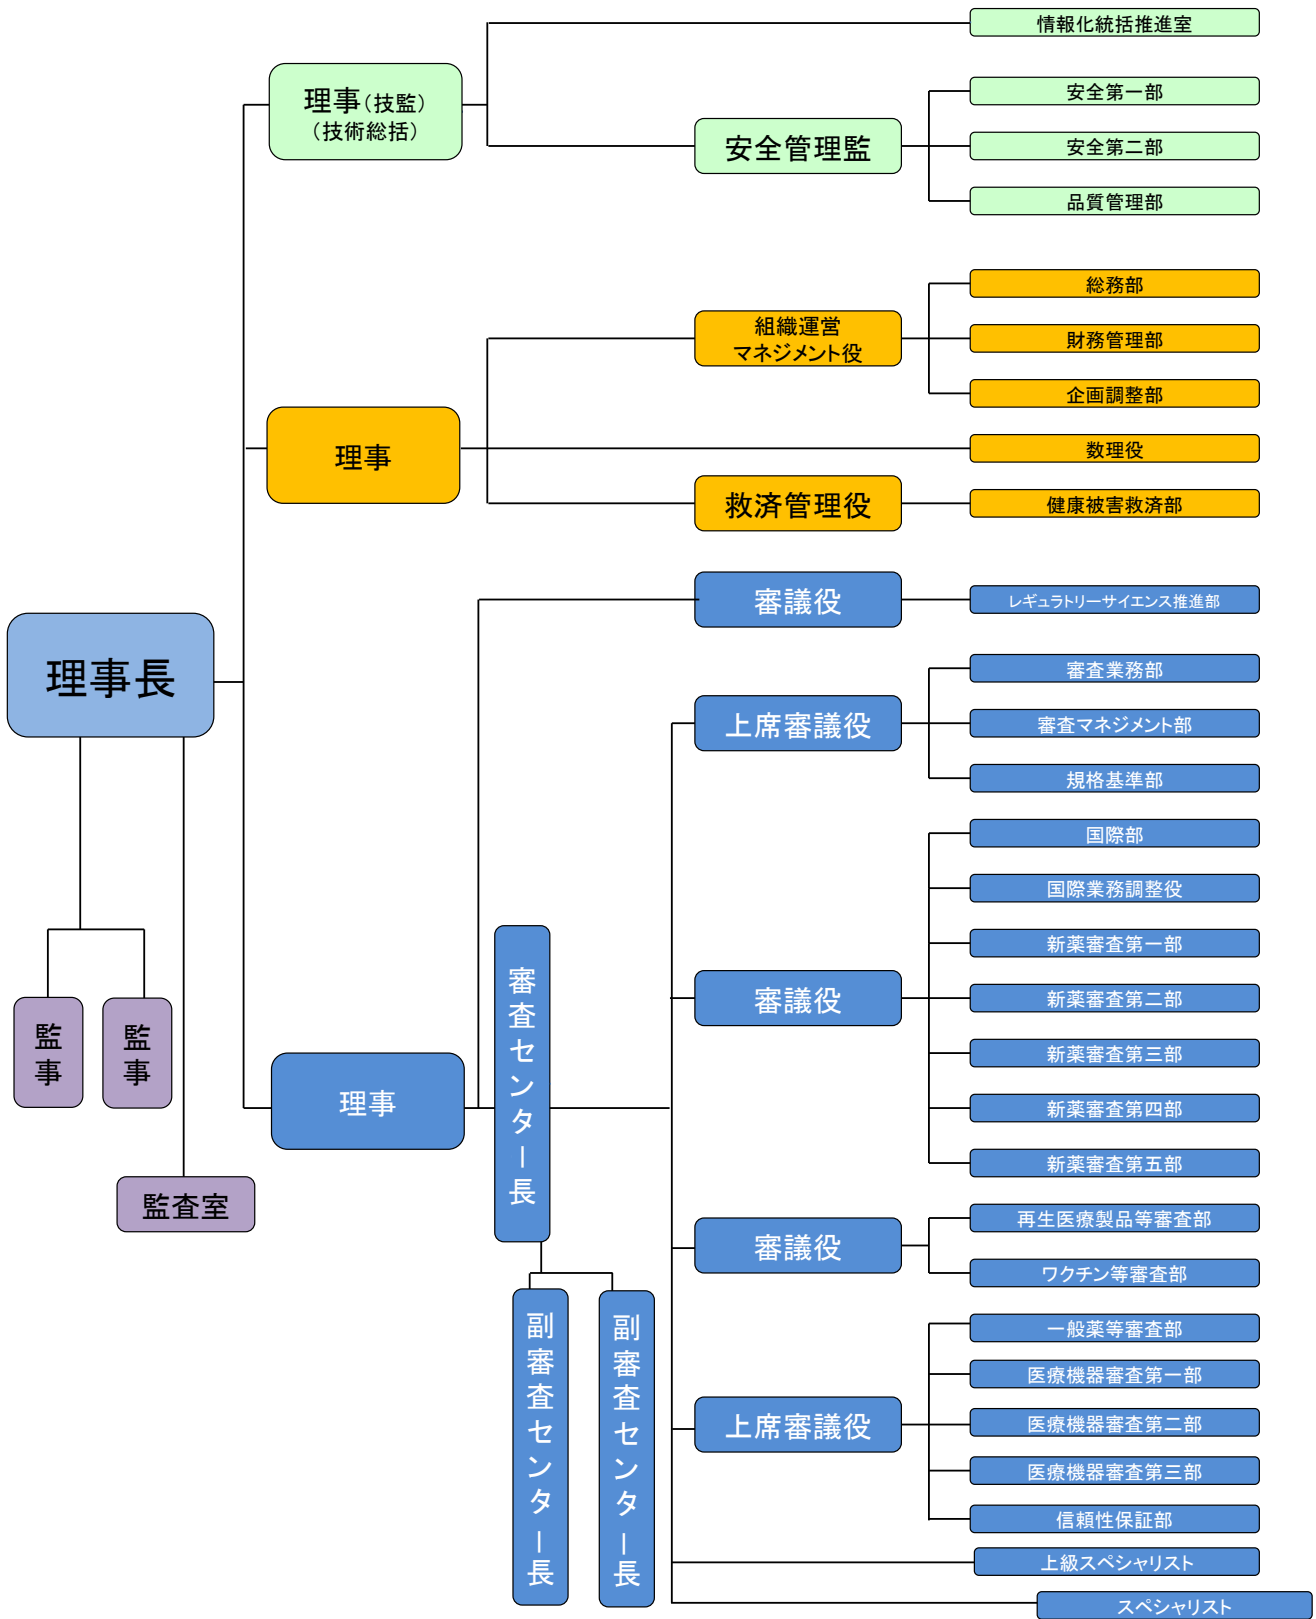 情報化統括推進室
理事(技監)
(技術総括)
安全第一部
安全管理監
安全第二部
品質管理部
総務部
組織運営
マネジメント役
財務管理部
企画調整部
理事
数理役
救済管理役
健康被害救済部
審議役
レギュラトリーサイエンス推進部
理事長
審査業務部
上席審議役
審査マネジメント部
規格基準部
国際部
国際業務調整役
新薬審査第一部
審議役
新薬審査第二部
新薬審査第三部
新薬審査第四部
新薬審査第五部
監事
監事
理事
審査センター長
監査室
再生医療製品等審査部
審議役
ワクチン等審査部
副審査センター長
副審査センター長
一般薬等審査部
医療機器審査第一部
上席審議役
医療機器審査第二部
医療機器審査第三部
信頼性保証部
上級スペシャリスト
スペシャリスト